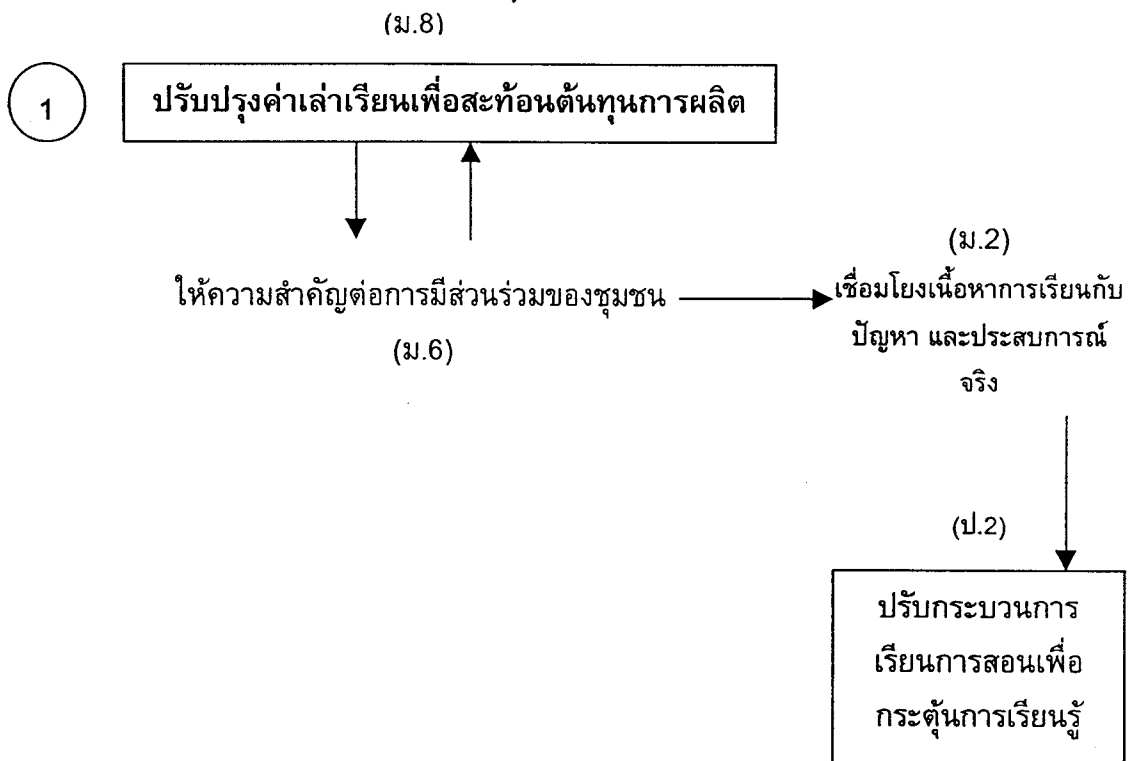 (ม.8)
1
ปรับปรุงค่าเล่าเรียนเพื่อสะท้อนต้นทุนการผลิต
ให้ความสำคัญต่อการมีส่วนร่วมของชุมชน
(ม.6)
(ม.2)
เชื่อมโยงเนื้อหาการเรียนกับ
ปัญหา และประสบการณ์
จริง
(ป.2)
ปรับกระบวนการ
เรียนการสอนเพื่อ
กระตุ้นการเรียนรู้